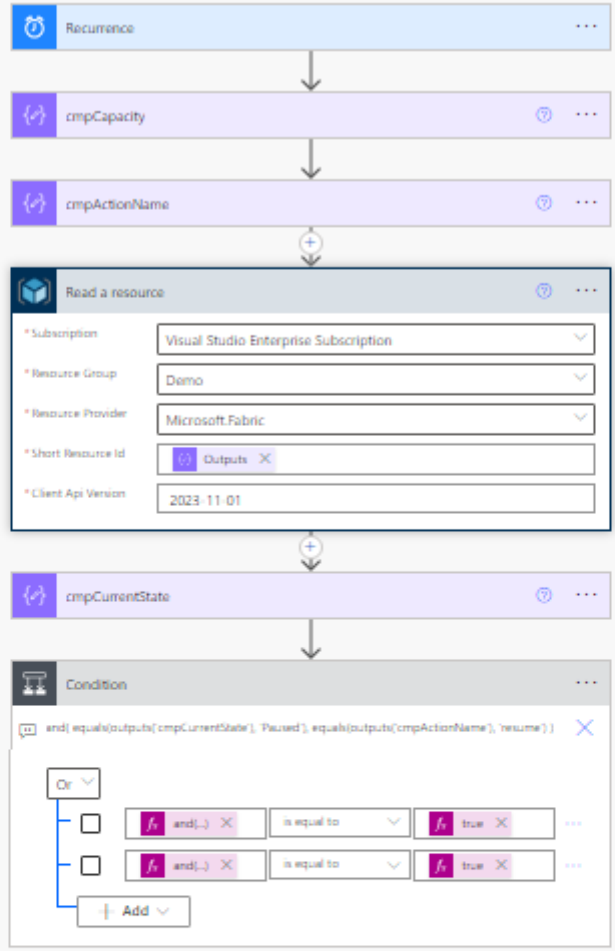 Recurrence
cmpCapacity
cmpActionName
Read a resource
* Subscription
Visual Studio Enterprise Subscription
* Resource Group
Demo
* Resource Provider
Microsoft.Fabric
* Short Resource Id
Outputs
* Client Api Version
2023-11-01
cmpCurrentState
Condition
and( equals(outputs('cmpCurrentState'), 'Paused'), equals(outputs('cmpActionName'), 'resume') )
Or
and(...) is equal to true
and(...) is equal to true
Add